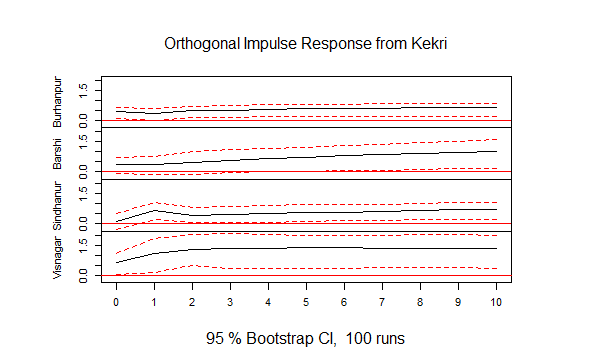 Orthogonal Impulse Response from Kekri
Burhanpur
0.0 1.5
Barshi
0.0 1.5
Sindhanur
0.0 1.5
Visnagar
0.0 1.5
0 1 2 3 4 5 6 7 8 9 10
95 % Bootstrap CI, 100 runs